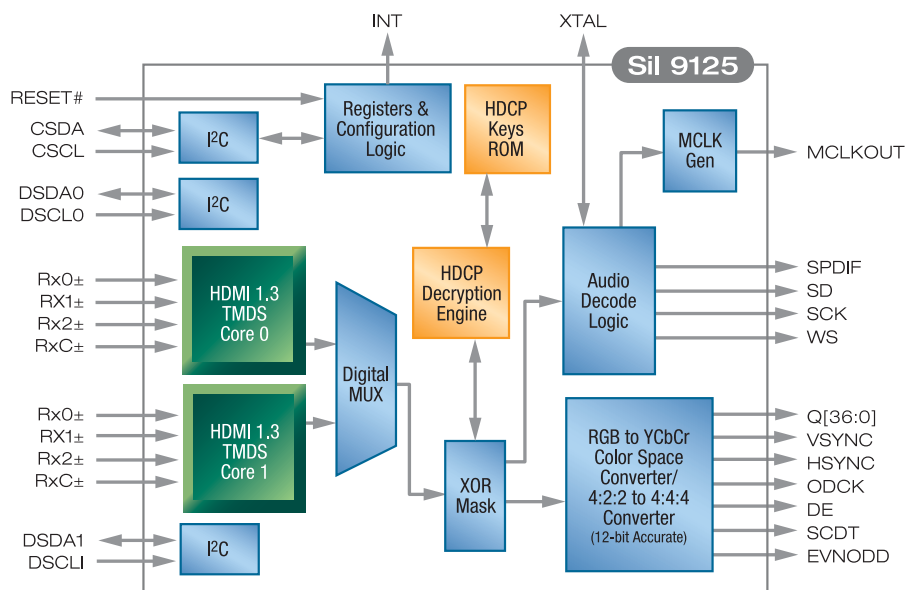 INT
XTAL
SiI 9125
RESET#
CSDA
CSCL
I²C
Registers &
Configuration
Logic
HDCP
Keys
ROM
MCLK
Gen
MCLKOUT
DSDA0
DSCL0
I²C
Rx0±
RX1±
Rx2±
RxC±
HDMI 1.3
TMDS
Core 0
HDCP
Decryption
Engine
Audio
Decode
Logic
SPDIF
SD
SCK
WS
Digital
MUX
Rx0±
RX1±
Rx2±
RxC±
HDMI 1.3
TMDS
Core 1
XOR
Mask
RGB to YCbCr
Color Space
Converter/
4:2:2 to 4:4:4
Converter
(12-bit Accurate)
Q[36:0]
VSYNC
HSYNC
ODCK
DE
SCDT
EVNODD
DSDA1
DSCLI
I²C